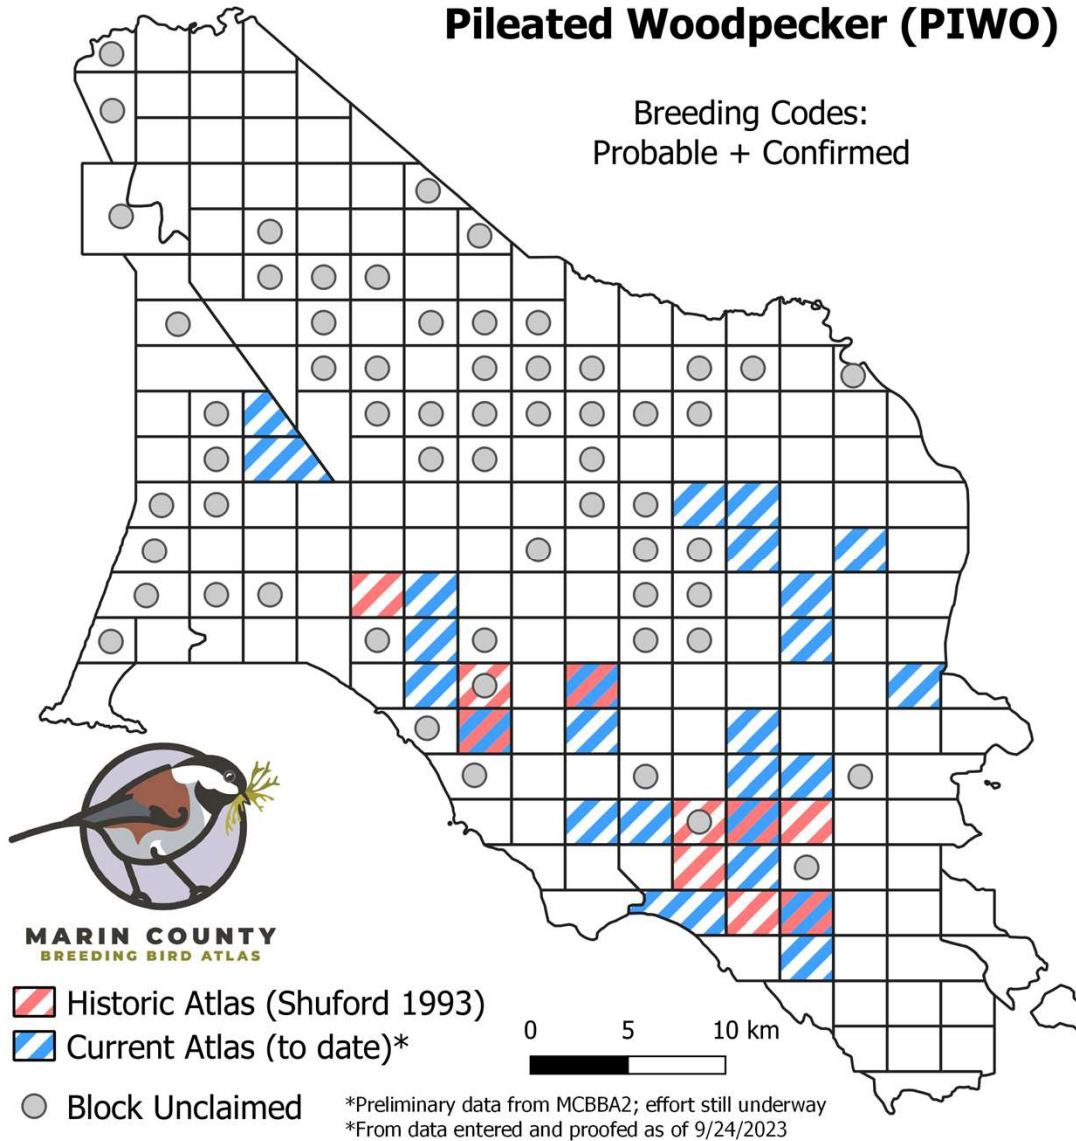 Pileated Woodpecker (PIWO)
Breeding Codes:
Probable + Confirmed
MARIN COUNTY
BREEDING BIRD ATLAS
Historic Atlas (Shuford 1993)
Current Atlas (to date)*
Block Unclaimed
0 5 10 km
*Preliminary data from MCBBA2; effort still underway
*From data entered and proofed as of 9/24/2023